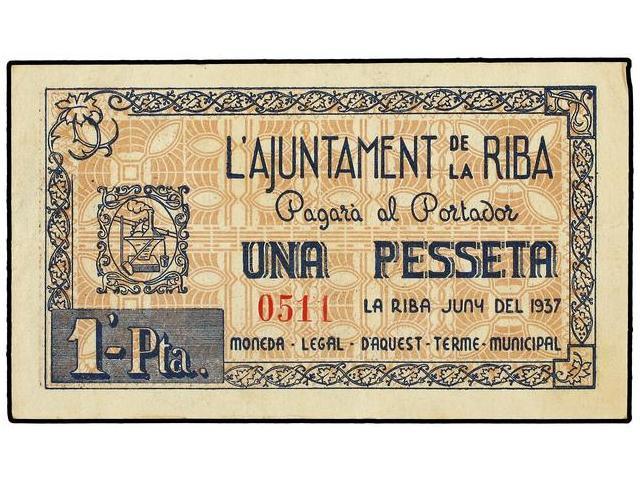 L'AJUNTAMENT DE LA RIBA
Pagarà al Portador
UNA PESSETA
0511 LA RIBA JUNY DEL 1937
1'-Pta.
MONEDA - LEGAL - D'AQUEST - TERME - MUNICIPAL